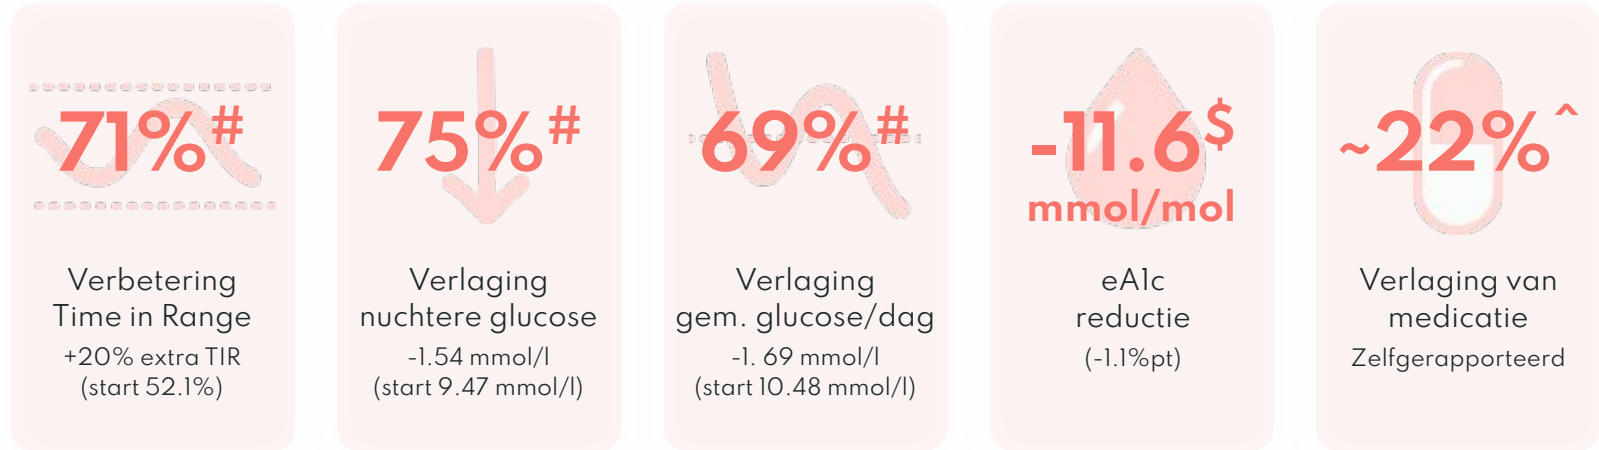 71%#
Verbetering
Time in Range
+20% extra TIR
(start 52.1%)
75%#
Verlaging
nuchtere glucose
-1.54 mmol/l
(start 9.47 mmol/l)
69%#
Verlaging
gem. glucose/dag
-1. 69 mmol/l
(start 10.48 mmol/l)
-11.6$
mmol/mol
eA1c
reductie
(-1.1%pt)
~22%^
Verlaging van
medicatie
Zelfgerapporteerd